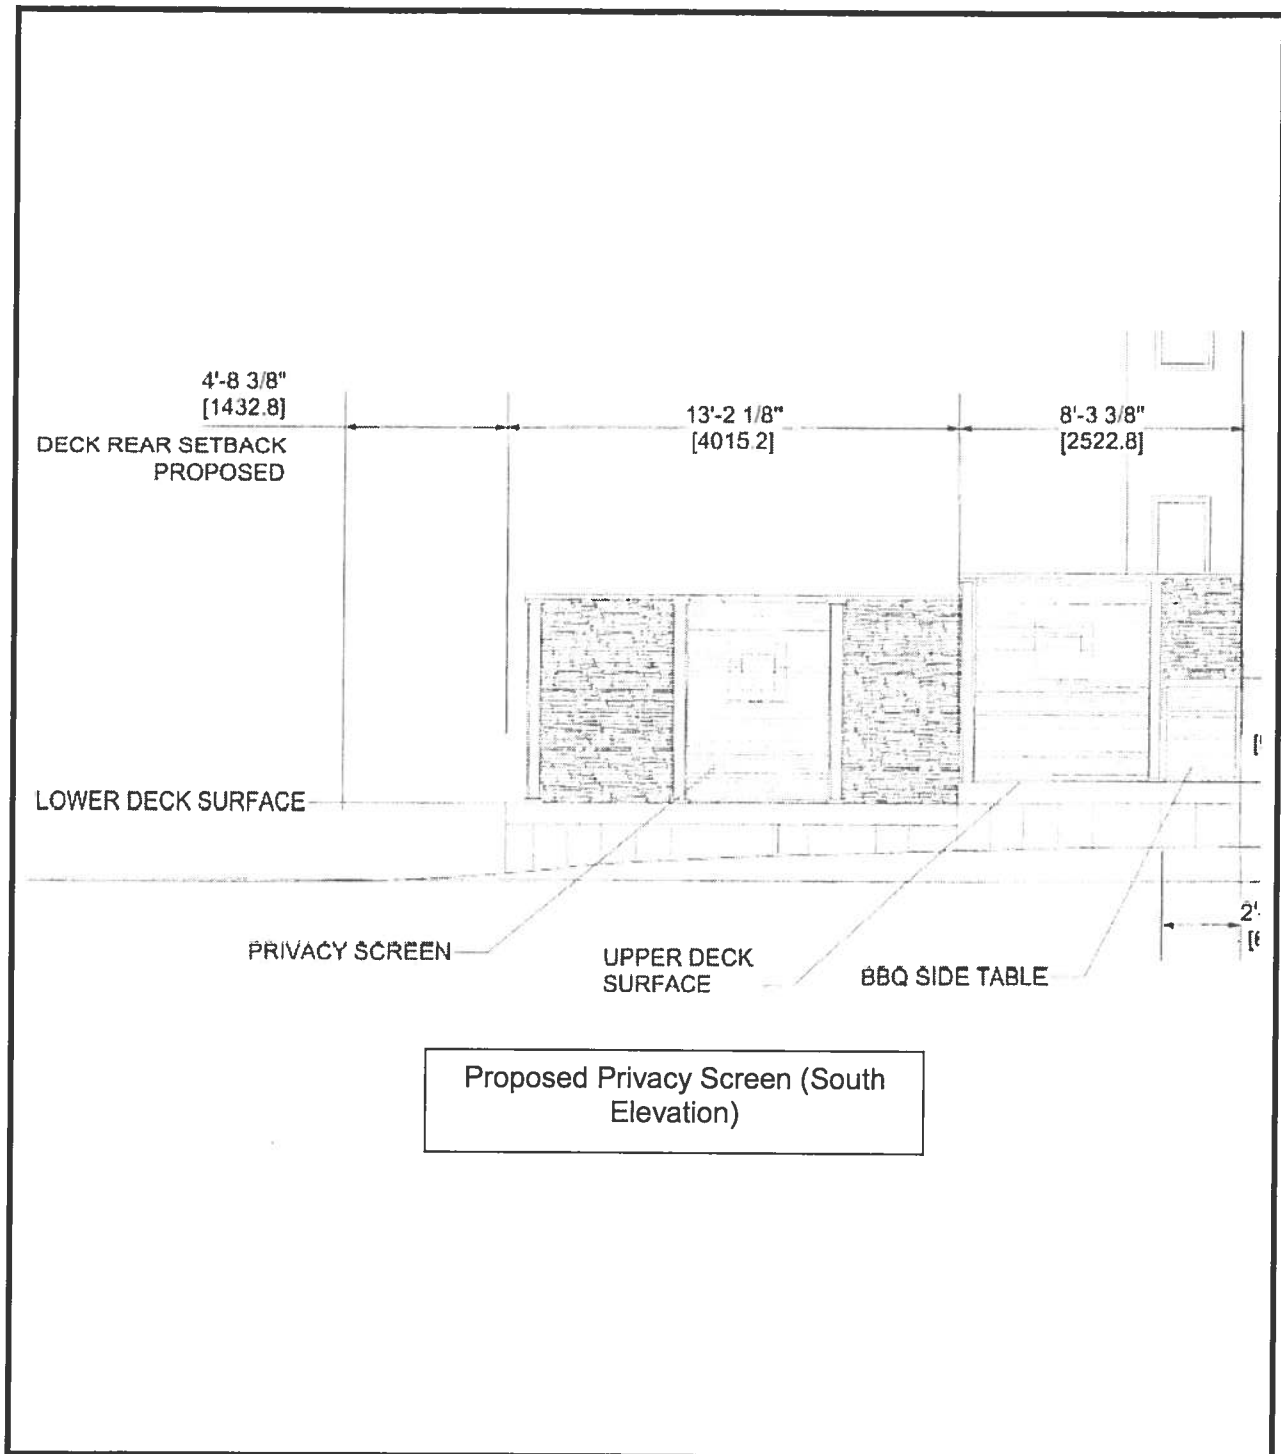 4'-8 3/8"
[1432.8]
DECK REAR SETBACK
PROPOSED
13'-2 1/8"
[4015.2]
8'-3 3/8"
[2522.8]
LOWER DECK SURFACE
PRIVACY SCREEN
UPPER DECK
SURFACE
BBQ SIDE TABLE
2'-
Proposed Privacy Screen (South
Elevation)